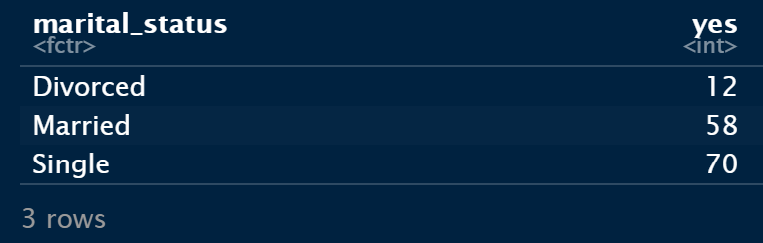 marital_status yes
<fctr> <int>
Divorced 12
Married 58
Single 70
3 rows